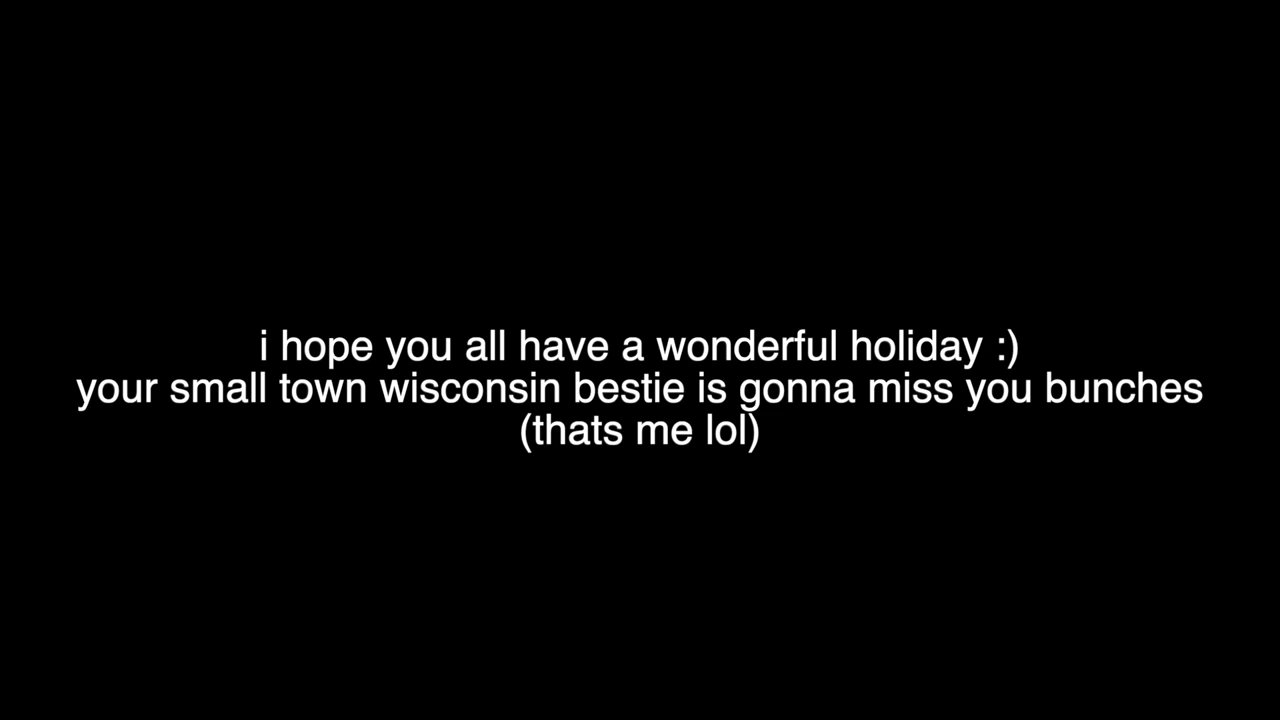 i hope you all have a wonderful holiday :)
your small town wisconsin bestie is gonna miss you bunches
(thats me lol)